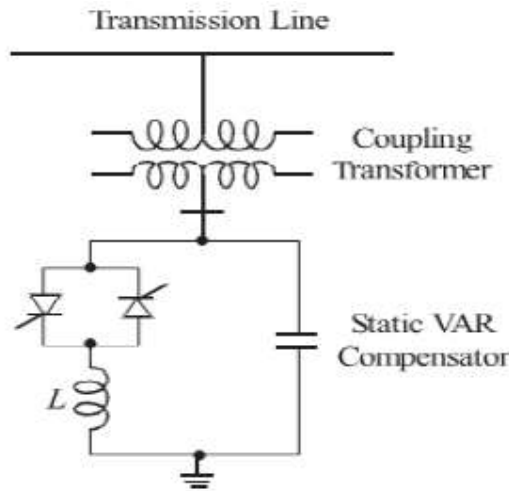 Transmission Line
Coupling
Transformer
Static VAR
Compensator
L